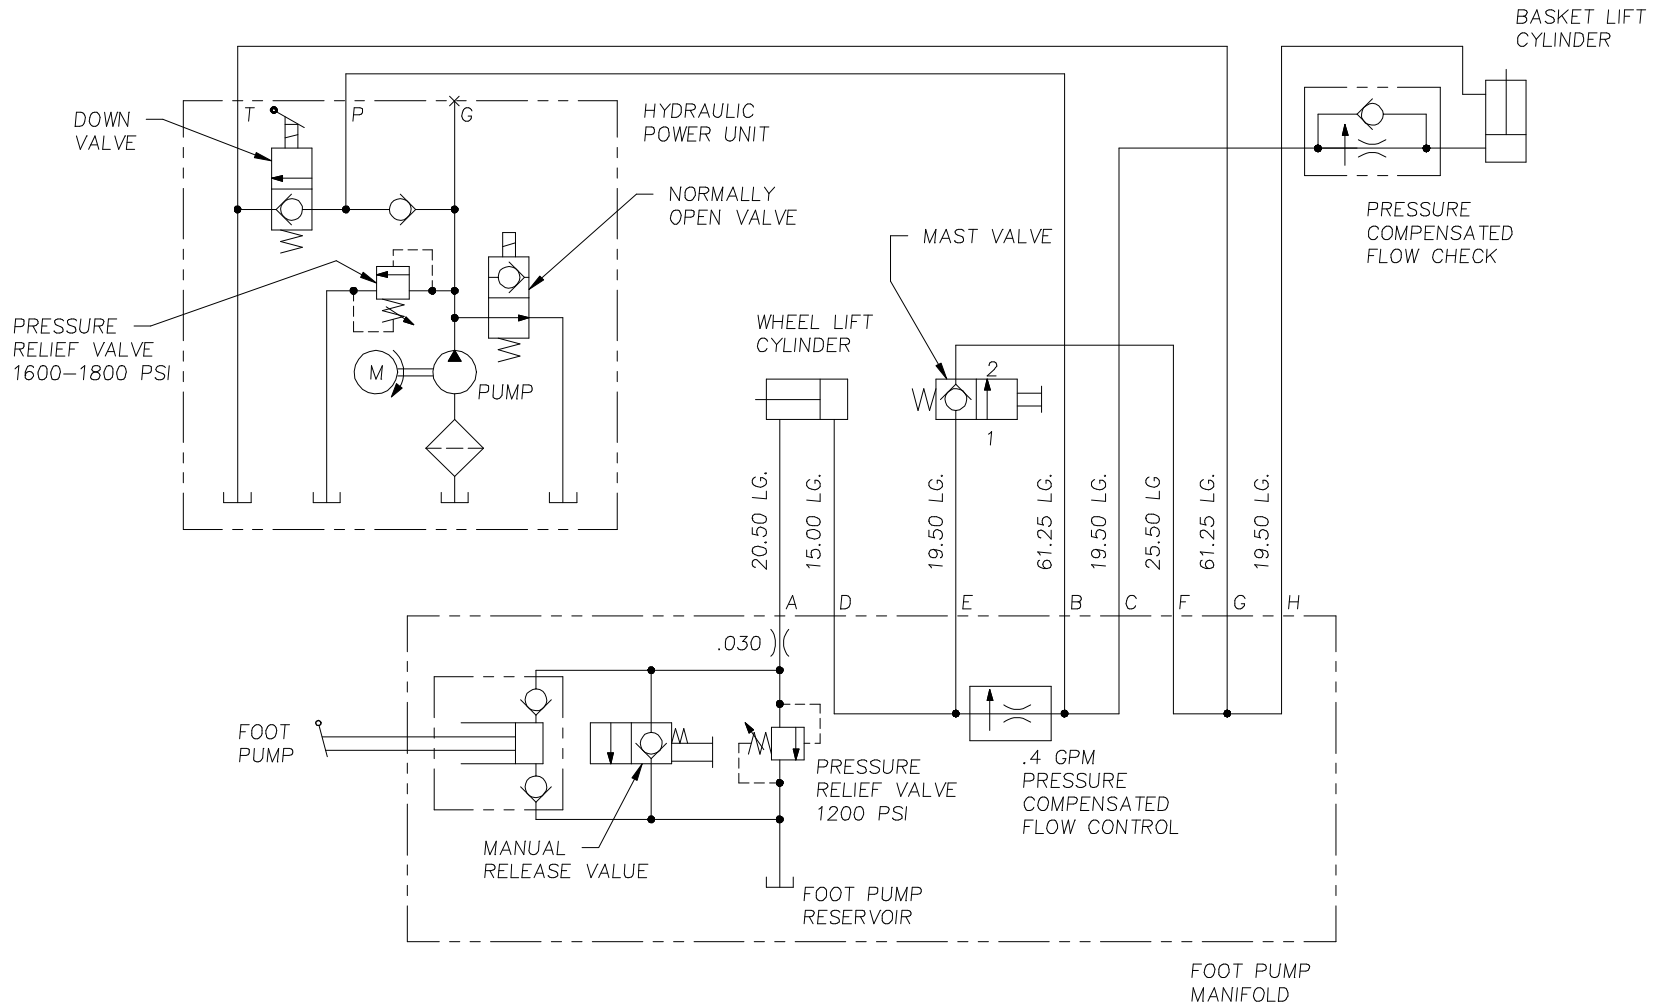 BASKET LIFT
CYLINDER
T
P
G
DOWN
VALVE
HYDRAULIC
POWER UNIT
NORMALLY
OPEN VALVE
MAST VALVE
PRESSURE
COMPENSATED
FLOW CHECK
PRESSURE
RELIEF VALVE
1600-1800 PSI
M
PUMP
WHEEL LIFT
CYLINDER
2
1
20.50 LG.
15.00 LG.
19.50 LG.
61.25 LG.
19.50 LG.
25.50 LG
61.25 LG.
19.50 LG.
A
D
E
B
C
F
G
H
.030
FOOT
PUMP
PRESSURE
RELIEF VALVE
1200 PSI
.4 GPM
PRESSURE
COMPENSATED
FLOW CONTROL
MANUAL
RELEASE VALUE
FOOT PUMP
RESERVOIR
FOOT PUMP
MANIFOLD